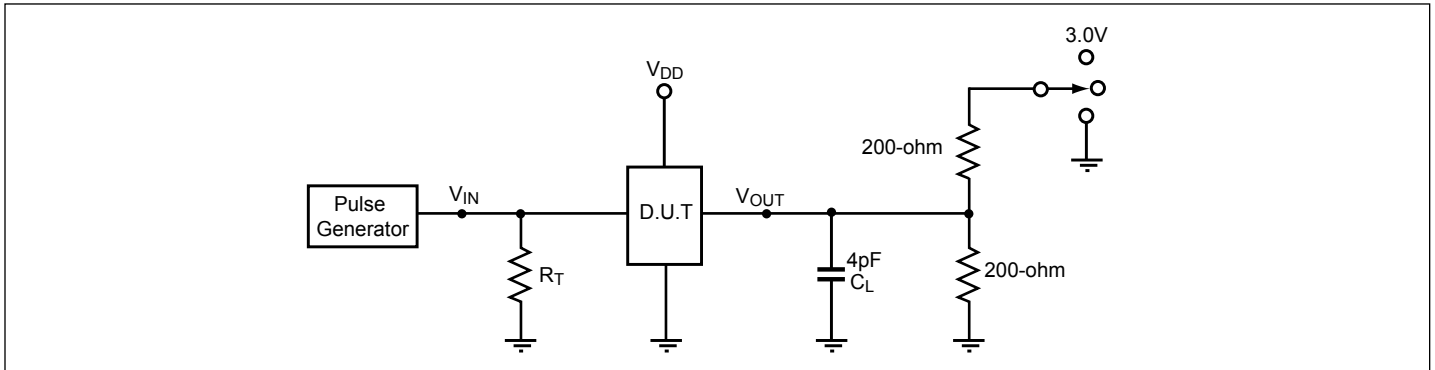 3.0V
VDD
200-ohm
Pulse
Generator
VIN
D.U.T
VOUT
RT
4pF
CL
200-ohm